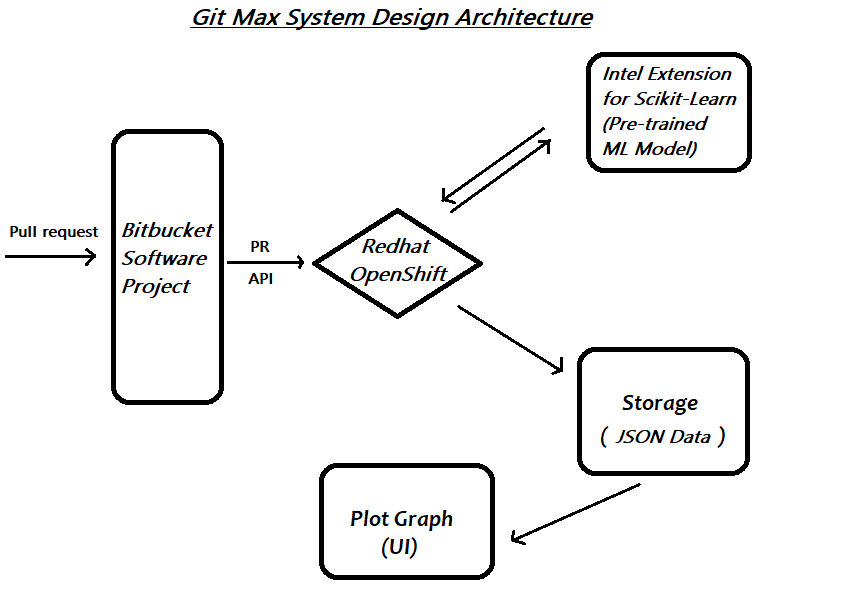 Git Max System Design Architecture
Intel Extension
for Scikit-Learn
(Pre-trained
ML Model)
Pull request
Bitbucket
Software
Project
PR
API
Redhat
OpenShift
Storage
( JSON Data )
Plot Graph
(UI)